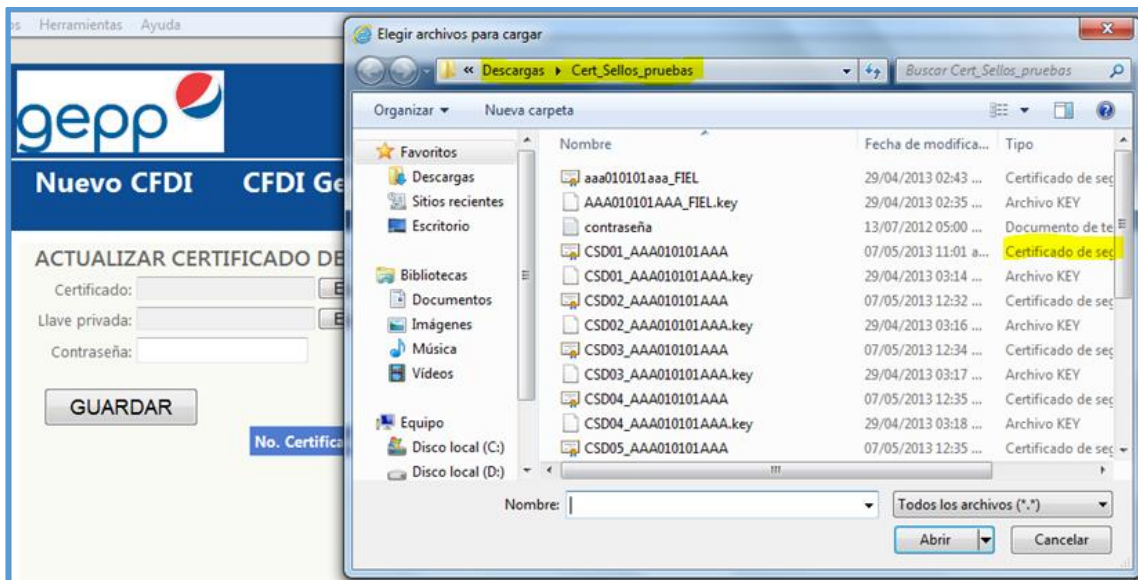 Herramientas Ayuda
gepp
Nuevo CFDI CFDI Ge
ACTUALIZAR CERTIFICADO DE
Certificado: E
Llave privada: E
Contraseña:
GUARDAR
No. Certifica
Elegir archivos para cargar
« Descargas Cert_Sellos_pruebas
Buscar Cert_Sellos_pruebas
Organizar Nueva carpeta
Favoritos
Descargas
Sitios recientes
Escritorio
Bibliotecas
Documentos
Imágenes
Música
Vídeos
Equipo
Disco local (C:)
Disco local (D:)
Nombre Fecha de modifica... Tipo
aaa010101aaa_FIEL 29/04/2013 02:43 ... Certificado de seg
AAA010101AAA_FIEL.key 29/04/2013 02:35 ... Archivo KEY
contraseña 13/07/2012 05:00 ... Documento de te
CSD01_AAA010101AAA 07/05/2013 11:01 a... Certificado de seg
CSD01_AAA010101AAA.key 29/04/2013 03:14 ... Archivo KEY
CSD02_AAA010101AAA 07/05/2013 12:32 ... Certificado de seg
CSD02_AAA010101AAA.key 29/04/2013 03:16 ... Archivo KEY
CSD03_AAA010101AAA 07/05/2013 12:34 ... Certificado de seg
CSD03_AAA010101AAA.key 29/04/2013 03:17 ... Archivo KEY
CSD04_AAA010101AAA 07/05/2013 12:35 ... Certificado de seg
CSD04_AAA010101AAA.key 29/04/2013 03:18 ... Archivo KEY
CSD05_AAA010101AAA 07/05/2013 12:35 ... Certificado de seg
Nombre: Todos los archivos (*.*)
Abrir Cancelar